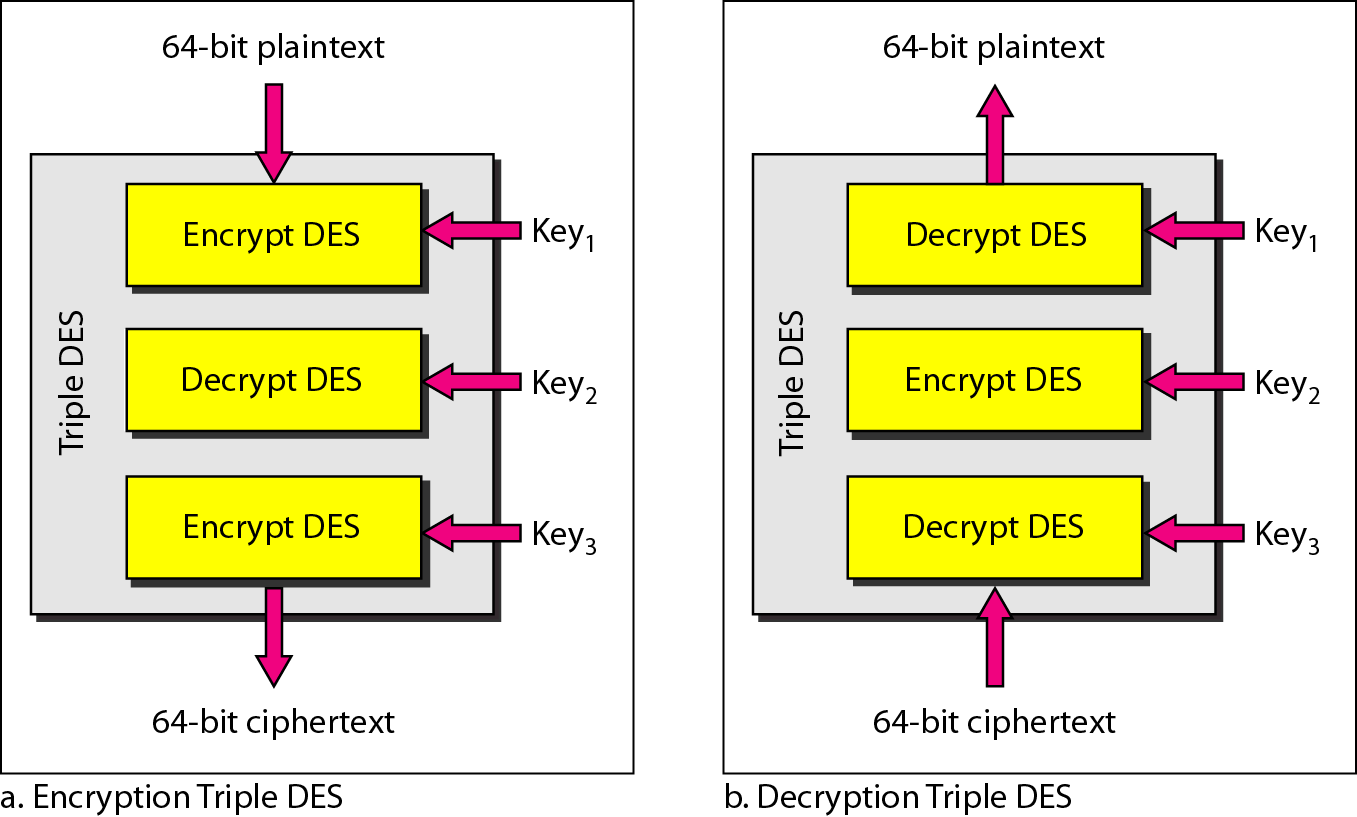 64-bit plaintext
Encrypt DES
Key1
Decrypt DES
Key2
Encrypt DES
Key3
Triple DES
64-bit ciphertext
a. Encryption Triple DES
64-bit plaintext
Decrypt DES
Key1
Encrypt DES
Key2
Decrypt DES
Key3
Triple DES
64-bit ciphertext
b. Decryption Triple DES